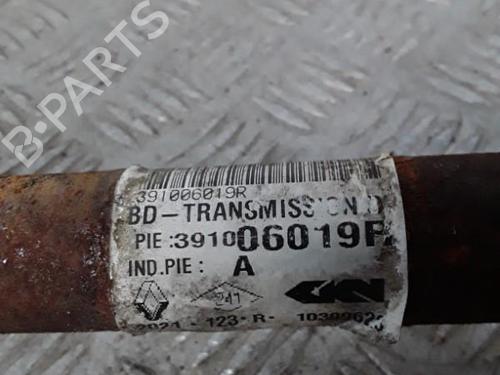 B-PARTS
391006019R
BD-TRANSMISSION D
PIE :391006019R
IND.PIE : A
241
GKN
2021 - 123 - R-